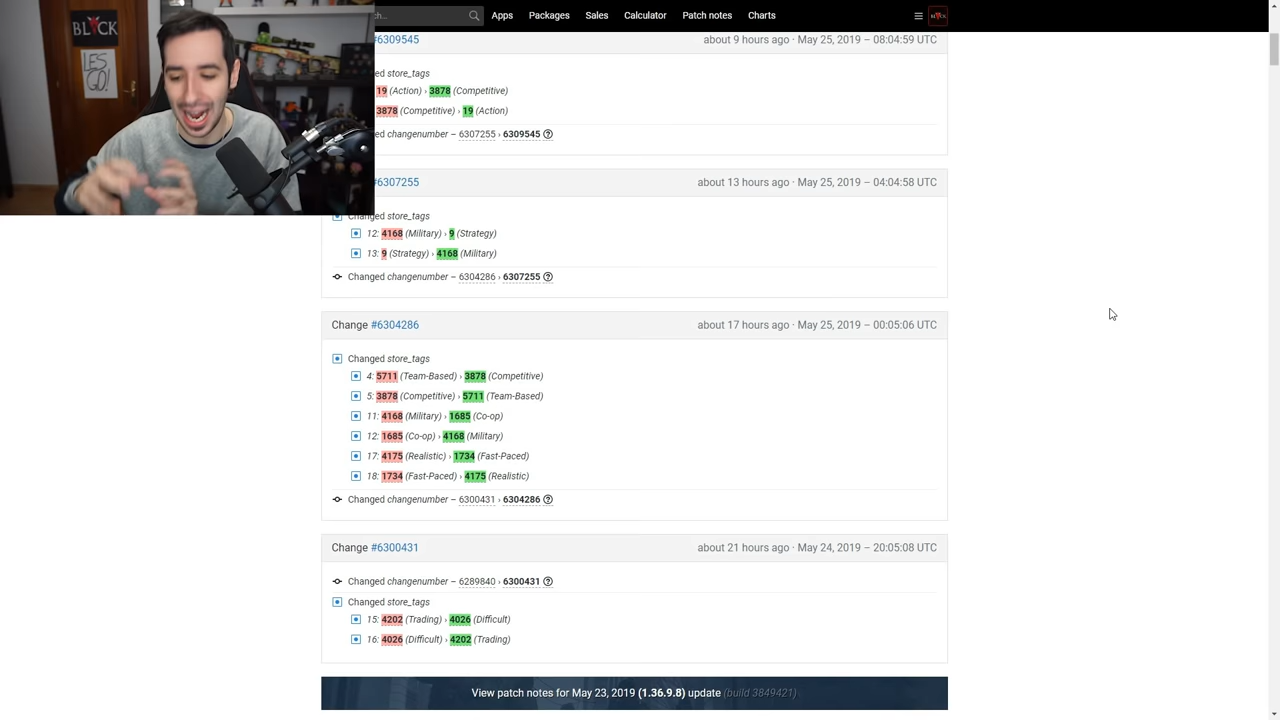 BLVCK
LES
GO!
ch...
Apps
Packages
Sales
Calculator
Patch notes
Charts
#6309545
about 9 hours ago · May 25, 2019 – 08:04:59 UTC
ed store_tags
19 (Action) › 3878 (Competitive)
3878 (Competitive) › 19 (Action)
ed changenumber – 6307255 › 6309545
#6307255
about 13 hours ago · May 25, 2019 – 04:04:58 UTC
Changed store_tags
12: 4168 (Military) › 9 (Strategy)
13: 9 (Strategy) › 4168 (Military)
Changed changenumber – 6304286 › 6307255
Change #6304286
about 17 hours ago · May 25, 2019 – 00:05:06 UTC
Changed store_tags
4: 5711 (Team-Based) › 3878 (Competitive)
5: 3878 (Competitive) › 5711 (Team-Based)
11: 4168 (Military) › 1685 (Co-op)
12: 1685 (Co-op) › 4168 (Military)
17: 4175 (Realistic) › 1734 (Fast-Paced)
18: 1734 (Fast-Paced) › 4175 (Realistic)
Changed changenumber – 6300431 › 6304286
Change #6300431
about 21 hours ago · May 24, 2019 – 20:05:08 UTC
Changed changenumber – 6289840 › 6300431
Changed store_tags
15: 4202 (Trading) › 4026 (Difficult)
16: 4026 (Difficult) › 4202 (Trading)
View patch notes for May 23, 2019 (1.36.9.8) update (build 3849421)